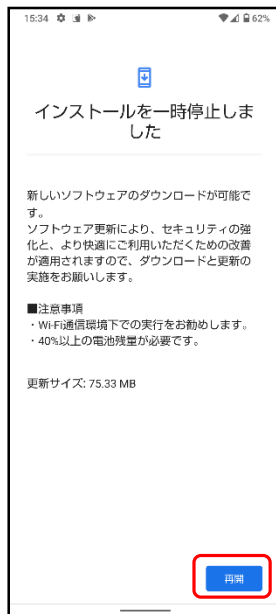 15:34 62%
インストールを一時停止しま
した
新しいソフトウェアのダウンロードが可能で
す。
ソフトウェア更新により、セキュリティの強
化と、より快適にご利用いただくための改善
が適用されますので、ダウンロードと更新の
実施をお願いします。
■注意事項
・Wi-Fi通信環境下での実行をお勧めします。
・40%以上の電池残量が必要です。
更新サイズ: 75.33 MB
再開